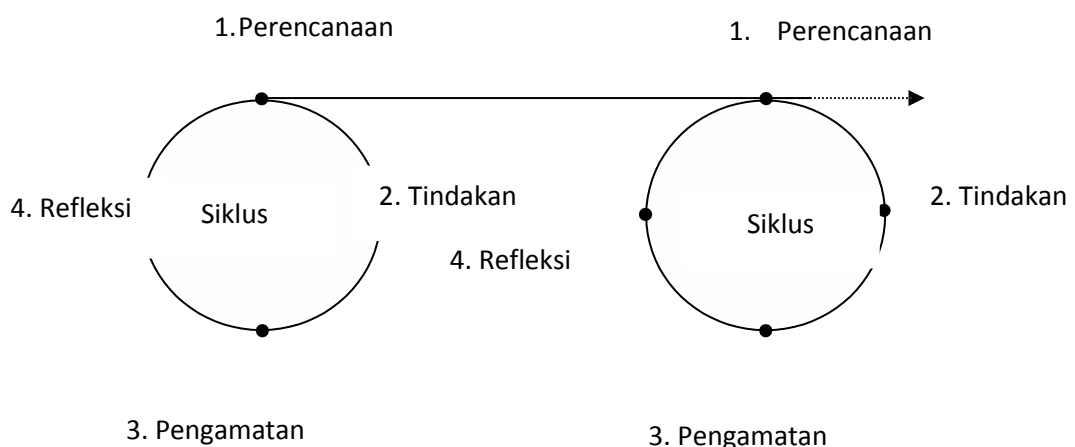 1.Perencanaan
1. Perencanaan
4. Refleksi
Siklus
2. Tindakan
4. Refleksi
Siklus
2. Tindakan
3. Pengamatan
3. Pengamatan